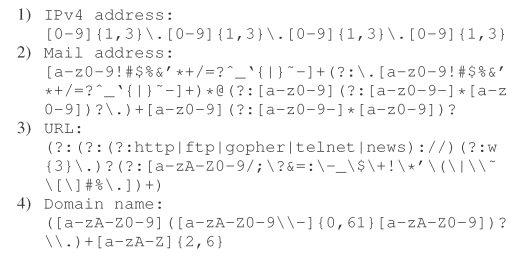 1) IPv4 address:
[0-9]{1,3}\.[0-9]{1,3}\.[0-9]{1,3}\.[0-9]{1,3}
2) Mail address:
[a-z0-9!#$%&’*+/=?ˆ_‘{|}˜-]+(?:\.[a-z0-9!#$%&’
*+/=?ˆ_‘{|}˜-]+)*@(?:[a-z0-9](?:[a-z0-9-]*[a-z
0-9])?\.)+[a-z0-9](?:[a-z0-9-]*[a-z0-9])?
3) URL:
(?:(?:(?:http|ftp|gopher|telnet|news)://)(?:w
{3}\.)?(?:[a-zA-Z0-9/;\?&=:\-_\$\+!\*’\(\|\\˜
\[\]#%\.])+)
4) Domain name:
([a-zA-Z0-9]([a-zA-Z0-9\\-]{0,61}[a-zA-Z0-9])?
\\.)+[a-zA-Z]{2,6}